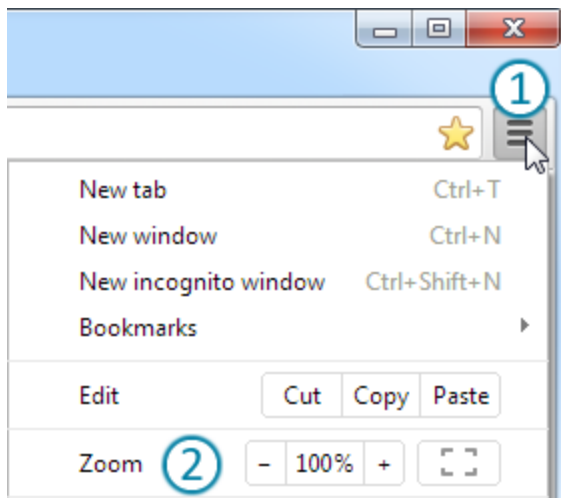 1
New tab Ctrl+T
New window Ctrl+N
New incognito window Ctrl+Shift+N
Bookmarks
Edit Cut Copy Paste
Zoom 2 - 100% +